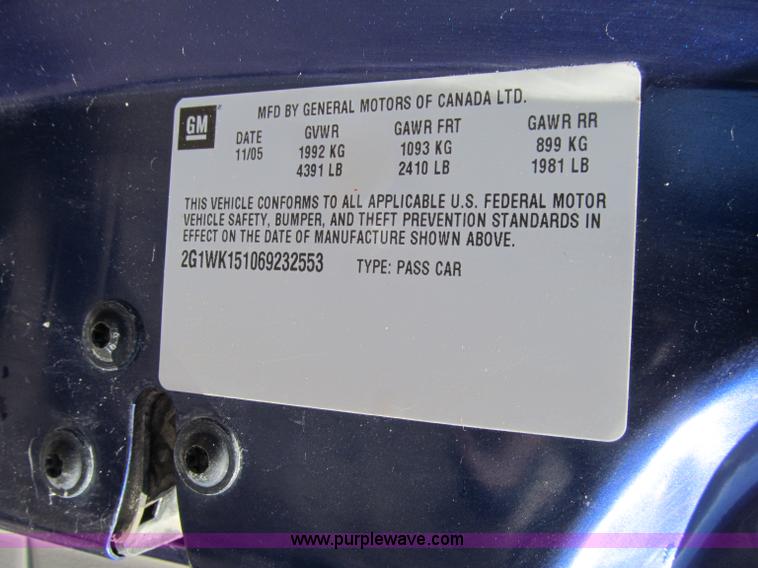 MFD BY GENERAL MOTORS OF CANADA LTD.
GM
DATE GVWR GAWR FRT GAWR RR
11/05 1992 KG 1093 KG 899 KG
4391 LB 2410 LB 1981 LB
THIS VEHICLE CONFORMS TO ALL APPLICABLE U.S. FEDERAL MOTOR
VEHICLE SAFETY, BUMPER, AND THEFT PREVENTION STANDARDS IN
EFFECT ON THE DATE OF MANUFACTURE SHOWN ABOVE.
2G1WK151069232553 TYPE: PASS CAR
www.purplewave.com